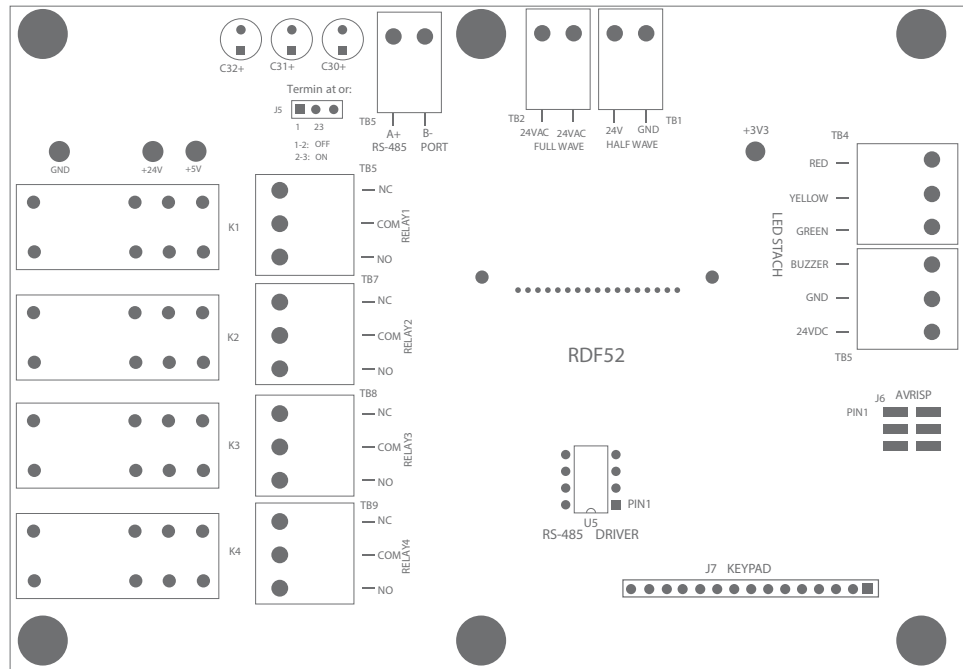 C32+ C31+ C30+
Termin at or:
J5
1 23
1-2: OFF
2-3: ON
TB5
A+ B-
RS-485 PORT
TB2
24VAC 24VAC
FULL WAVE
24V GND
HALF WAVE
TB1
+3V3
GND
+24V
+5V
TB4
RED
YELLOW
GREEN
BUZZER
GND
24VDC
LED STACH
TB5
K1
TB5
NC
COM
NO
RELAY1
K2
TB7
NC
COM
NO
RELAY2
K3
TB8
NC
COM
NO
RELAY3
K4
TB9
NC
COM
NO
RELAY4
RDF52
J6 AVRISP
PIN1
PIN1
U5
RS-485 DRIVER
J7 KEYPAD